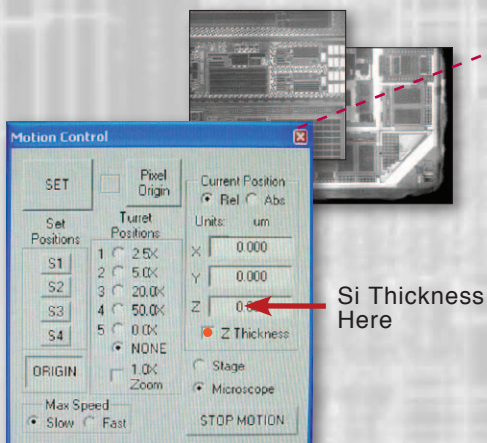 Motion Control
SET
Pixel
Origin
Current Position
Rel Abs
Units: um
X 0.000
Y 0.000
Z
Z Thickness
Set
Positions
S1
S2
S3
S4
ORIGIN
Turret
Positions
1 2.5X
2 5.0X
3 20.0X
4 50.0X
5 0.0X
NONE
1.0X
Zoom
Stage
Microscope
Max Speed
Slow Fast
STOP MOTION
Si Thickness
Here